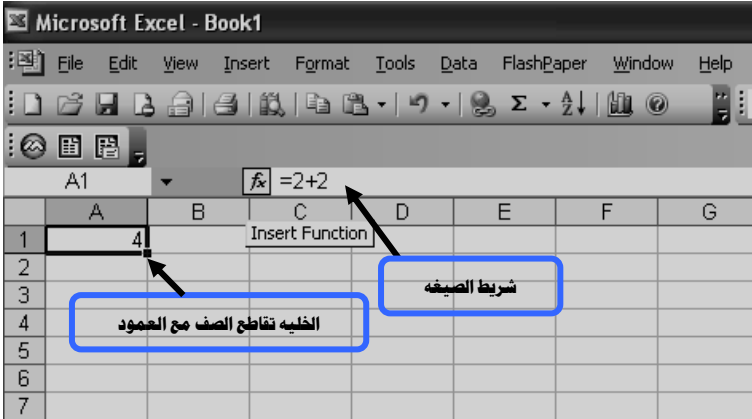 Microsoft Excel - Book1
File Edit View Insert Format Tools Data FlashPaper Window Help
Σ A Z
A1 fx =2+2
A B C D E F G
1 4 Insert Function
2
3
شريط الصيغه
4
الخليه تقاطع الصف مع العمود
5
6
7